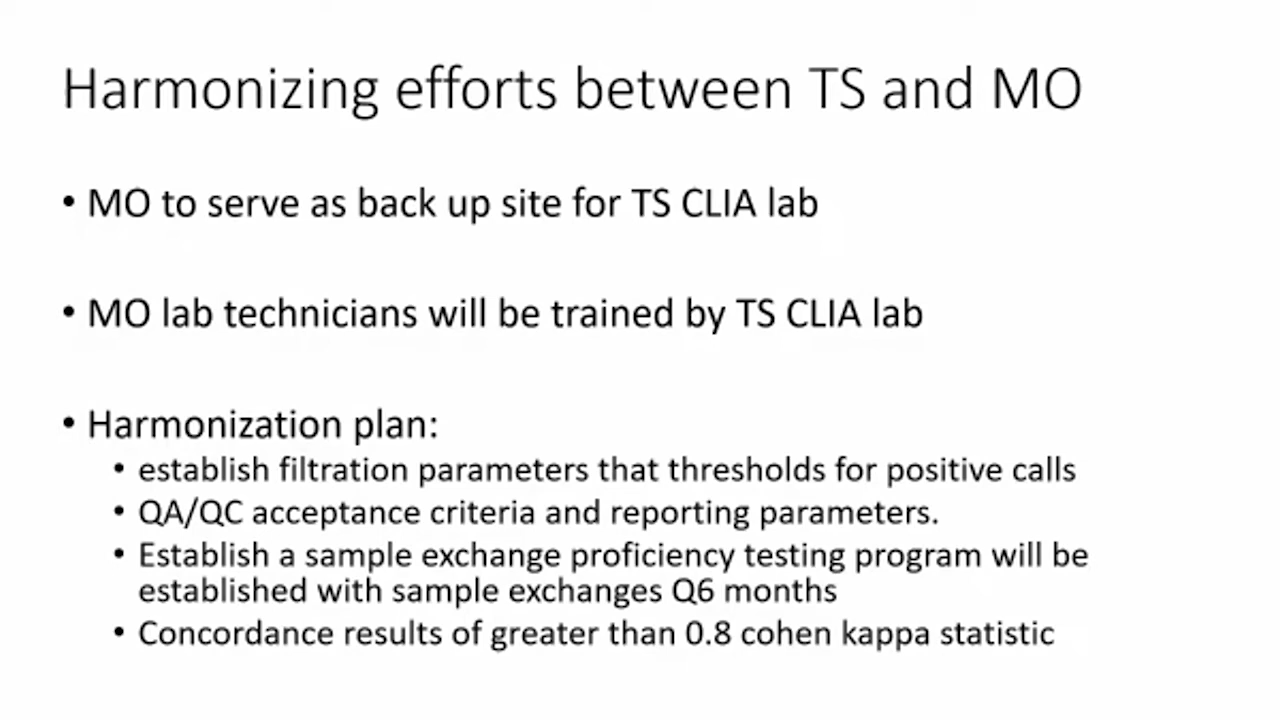 Harmonizing efforts between TS and MO
• MO to serve as back up site for TS CLIA lab
• MO lab technicians will be trained by TS CLIA lab
• Harmonization plan:
• establish filtration parameters that thresholds for positive calls
• QA/QC acceptance criteria and reporting parameters.
• Establish a sample exchange proficiency testing program will be
established with sample exchanges Q6 months
• Concordance results of greater than 0.8 cohen kappa statistic